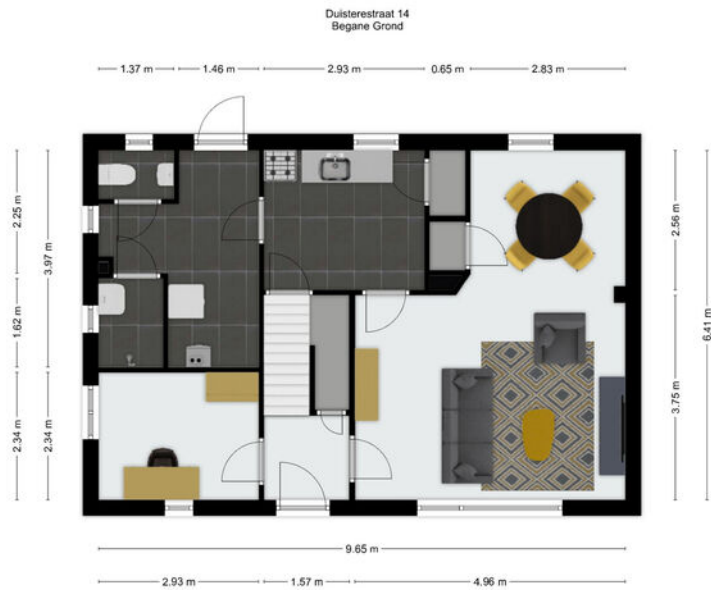 Duisterestraat 14
Begane Grond
1.37 m
1.46 m
2.93 m
0.65 m
2.83 m
2.25 m
3.97 m
1.62 m
2.34 m
2.34 m
2.56 m
6.41 m
3.75 m
9.65 m
2.93 m
1.57 m
4.96 m